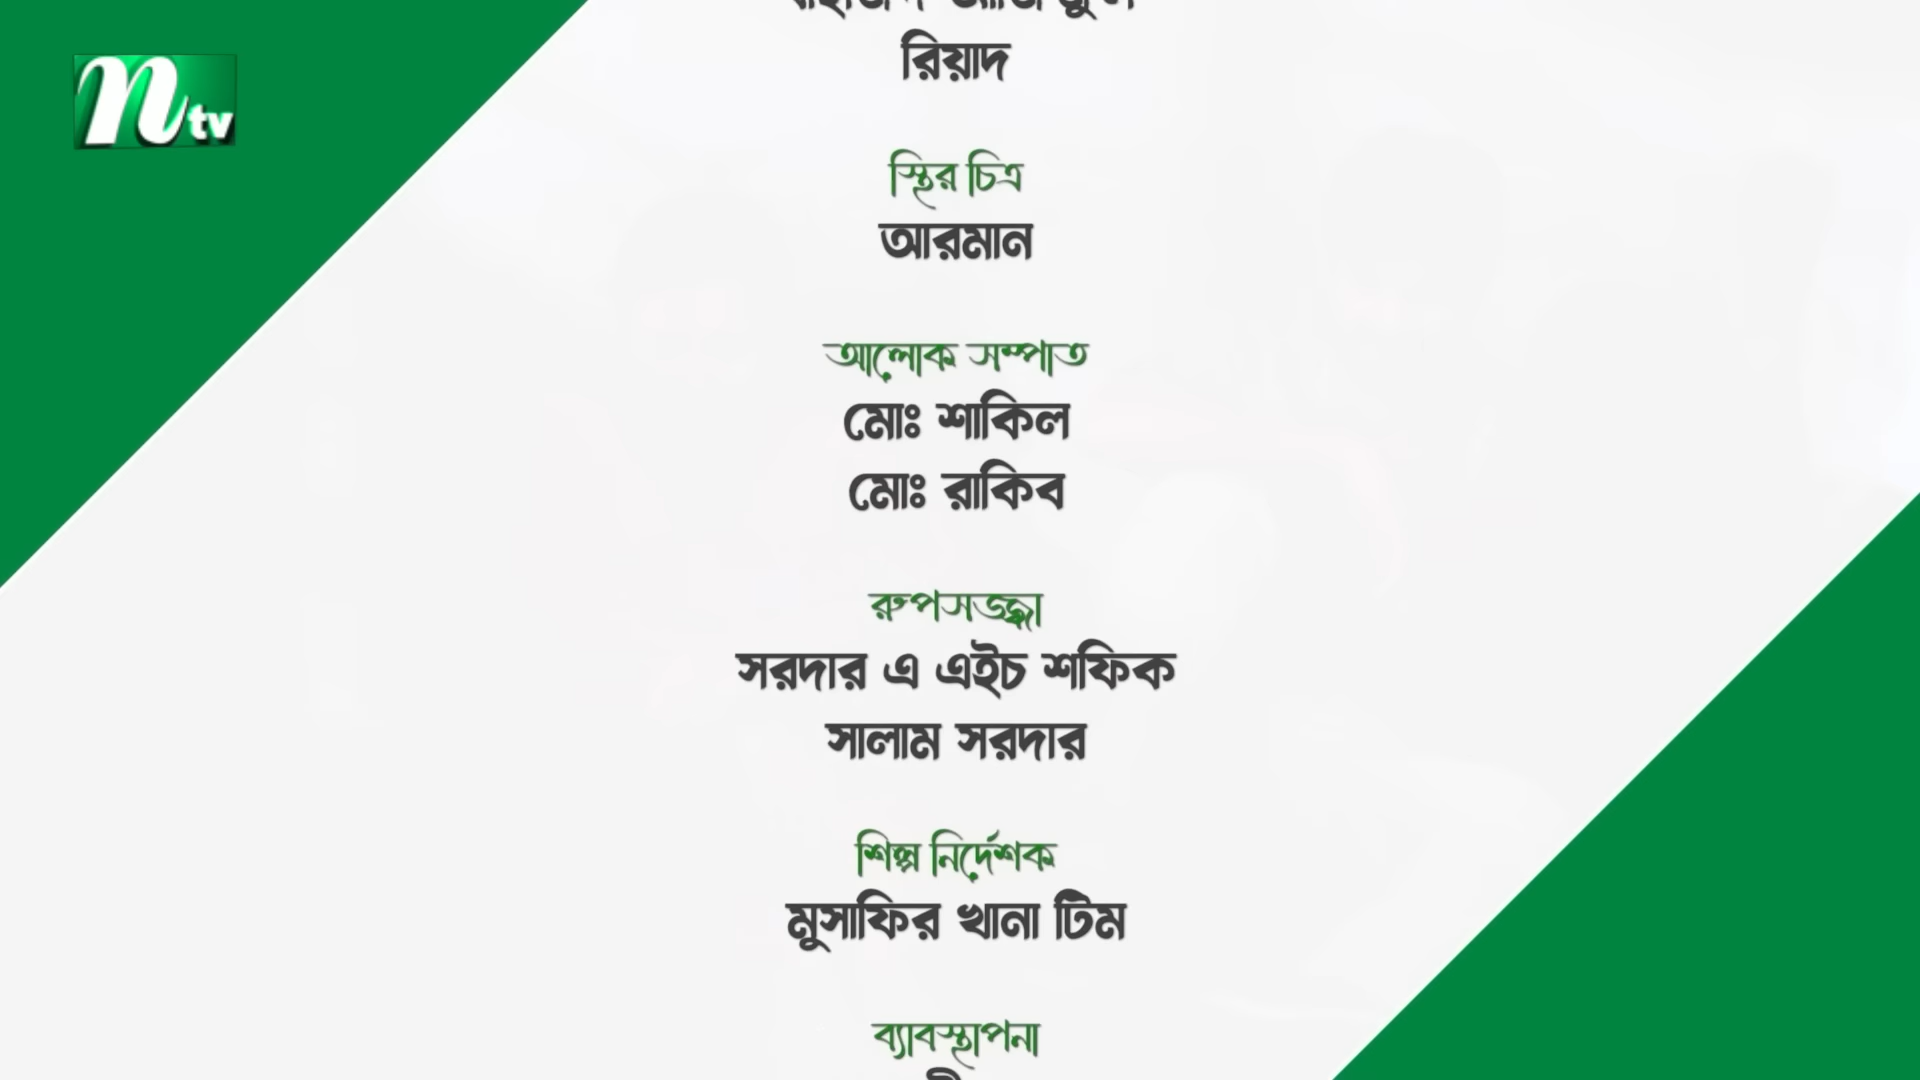 ntv
রিয়াদ
স্থির চিত্র
আরমান
আলোক সম্পাত
মোঃ শাকিল
মোঃ রাকিব
রুপসজ্জা
সরদার এ এইচ শফিক
সালাম সরদার
শিল্প নির্দেশক
মুসাফির খানা টিম
ব্যাবস্থাপনা